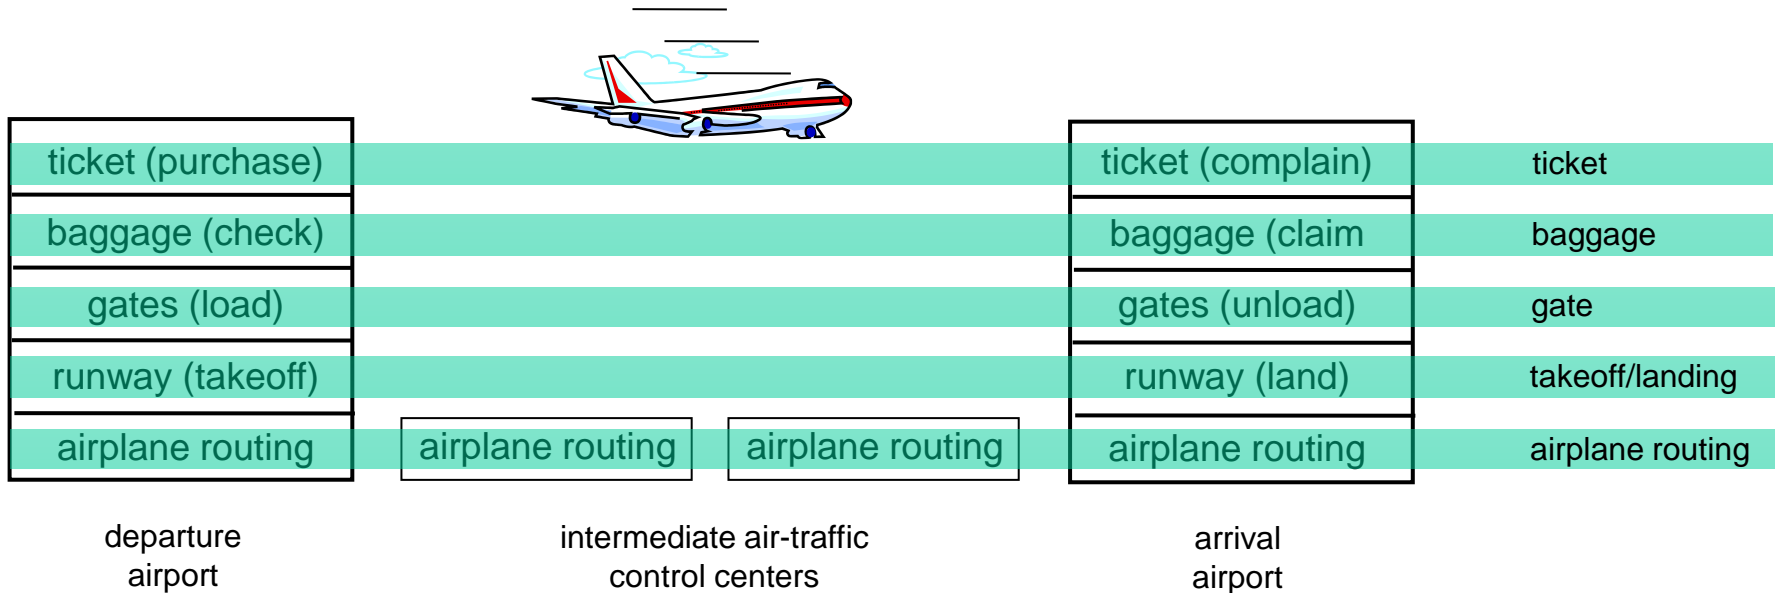 ticket (purchase) ticket (complain) ticket
baggage (check) baggage (claim baggage
gates (load) gates (unload) gate
runway (takeoff) runway (land) takeoff/landing
airplane routing airplane routing airplane routing airplane routing airplane routing
departure
airport
intermediate air-traffic
control centers
arrival
airport